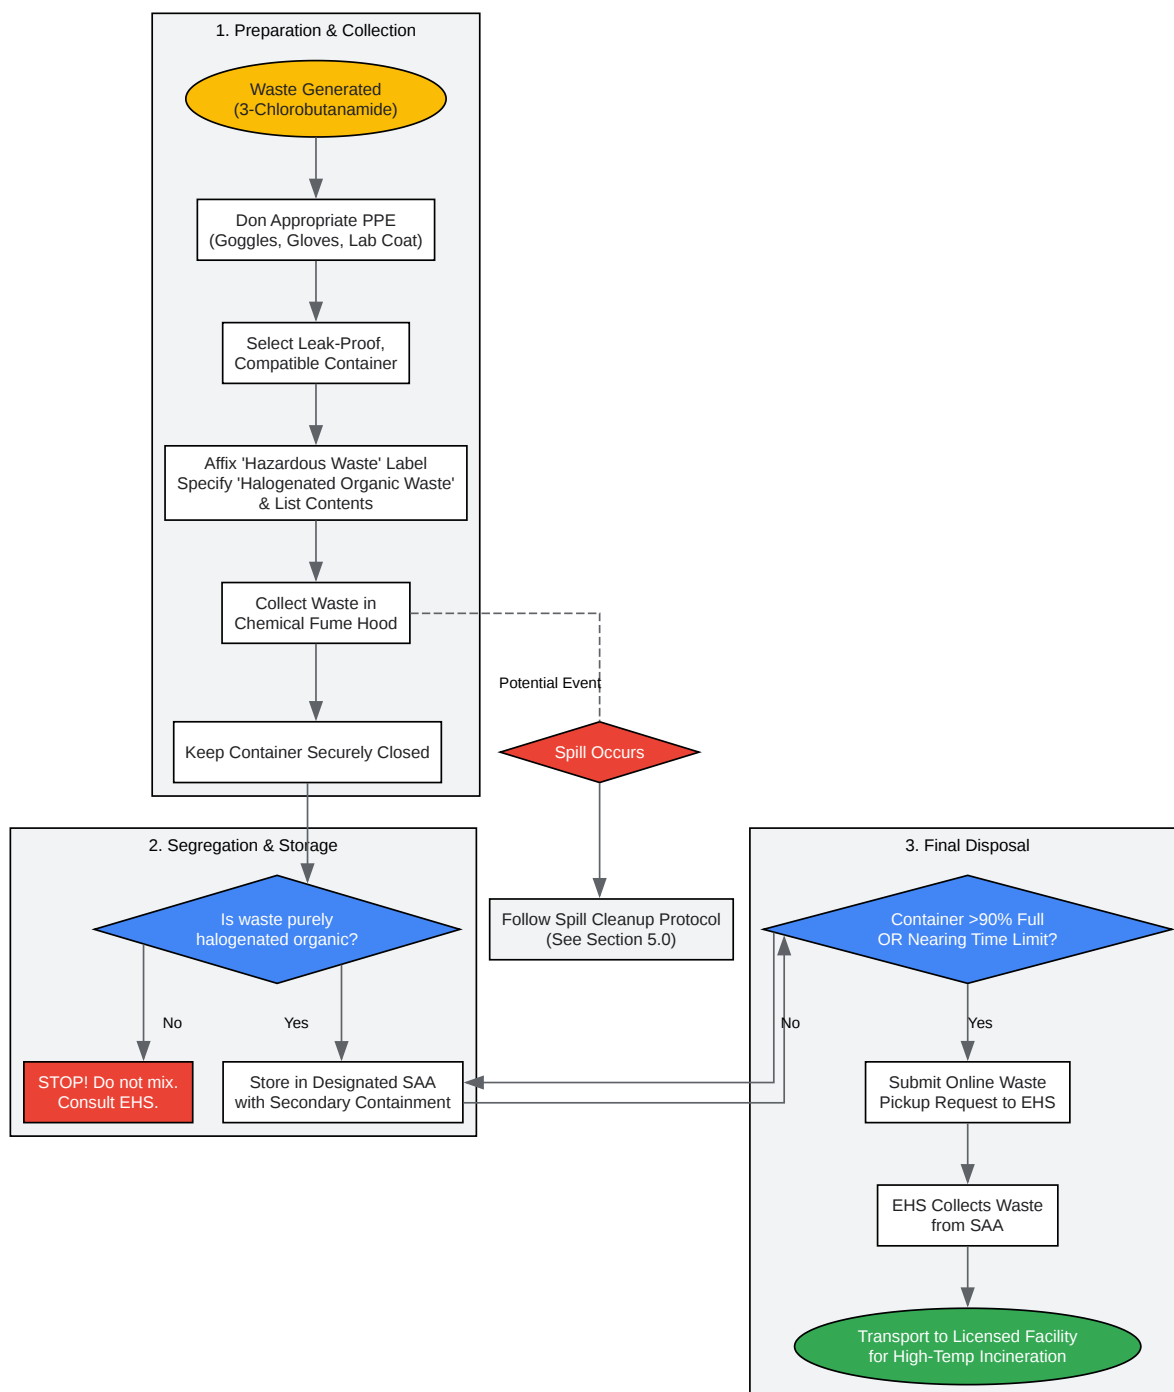 1. Preparation & Collection
Waste Generated
(3-Chlorobutanamide)
Don Appropriate PPE
(Goggles, Gloves, Lab Coat)
Select Leak-Proof,
Compatible Container
Affix 'Hazardous Waste' Label
Specify 'Halogenated Organic Waste'
& List Contents
Collect Waste in
Chemical Fume Hood
Potential Event
Keep Container Securely Closed
Spill Occurs
Follow Spill Cleanup Protocol
(See Section 5.0)
2. Segregation & Storage
Is waste purely
halogenated organic?
No
Yes
STOP! Do not mix.
Consult EHS.
Store in Designated SAA
with Secondary Containment
3. Final Disposal
Container >90% Full
OR Nearing Time Limit?
No
Yes
Submit Online Waste
Pickup Request to EHS
EHS Collects Waste
from SAA
Transport to Licensed Facility
for High-Temp Incineration